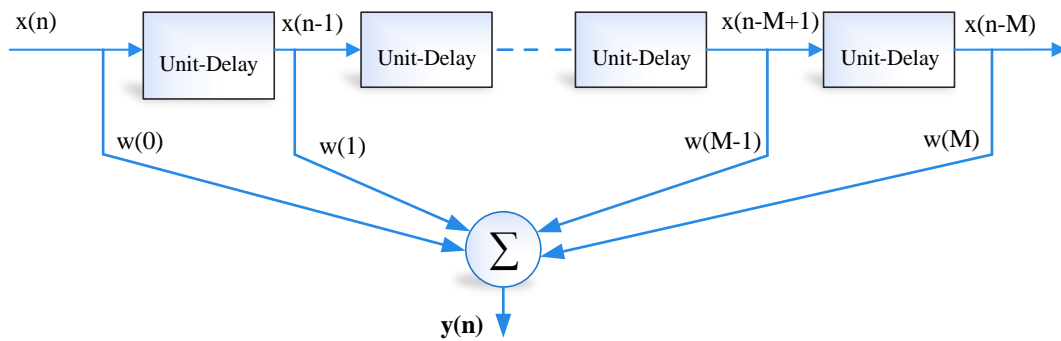 x(n)
x(n-1)
x(n-M+1)
x(n-M)
Unit-Delay
Unit-Delay
Unit-Delay
Unit-Delay
w(0)
w(1)
w(M-1)
w(M)
∑
y(n)